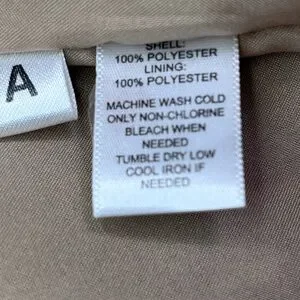 A
SHELL:
100% POLYESTER
LINING:
100% POLYESTER
MACHINE WASH COLD
ONLY NON-CHLORINE
BLEACH WHEN
NEEDED
TUMBLE DRY LOW
COOL IRON IF
NEEDED